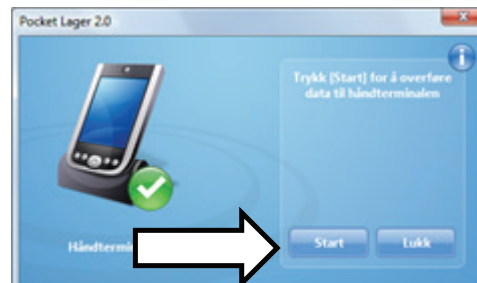 Pocket Lager 2.0
Trykk [Start] for å overføre
data til håndterminalen
Start
Lukk